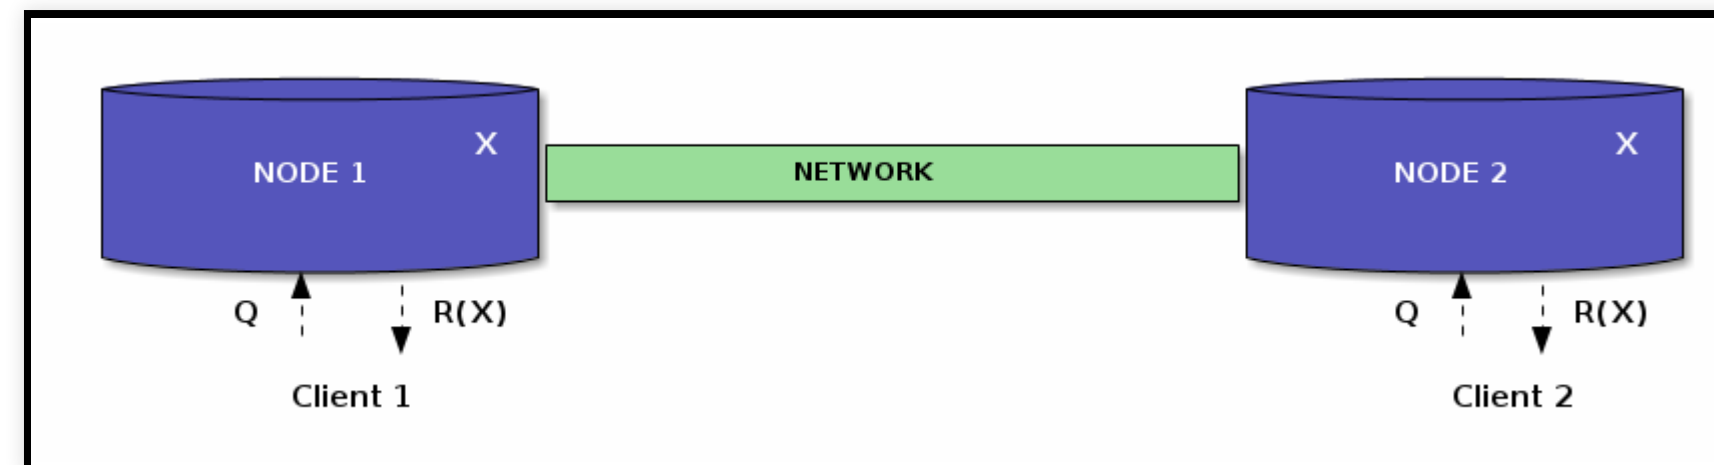 X
X
NODE 1
NETWORK
NODE 2
Q
R(X)
Q
R(X)
Client 1
Client 2